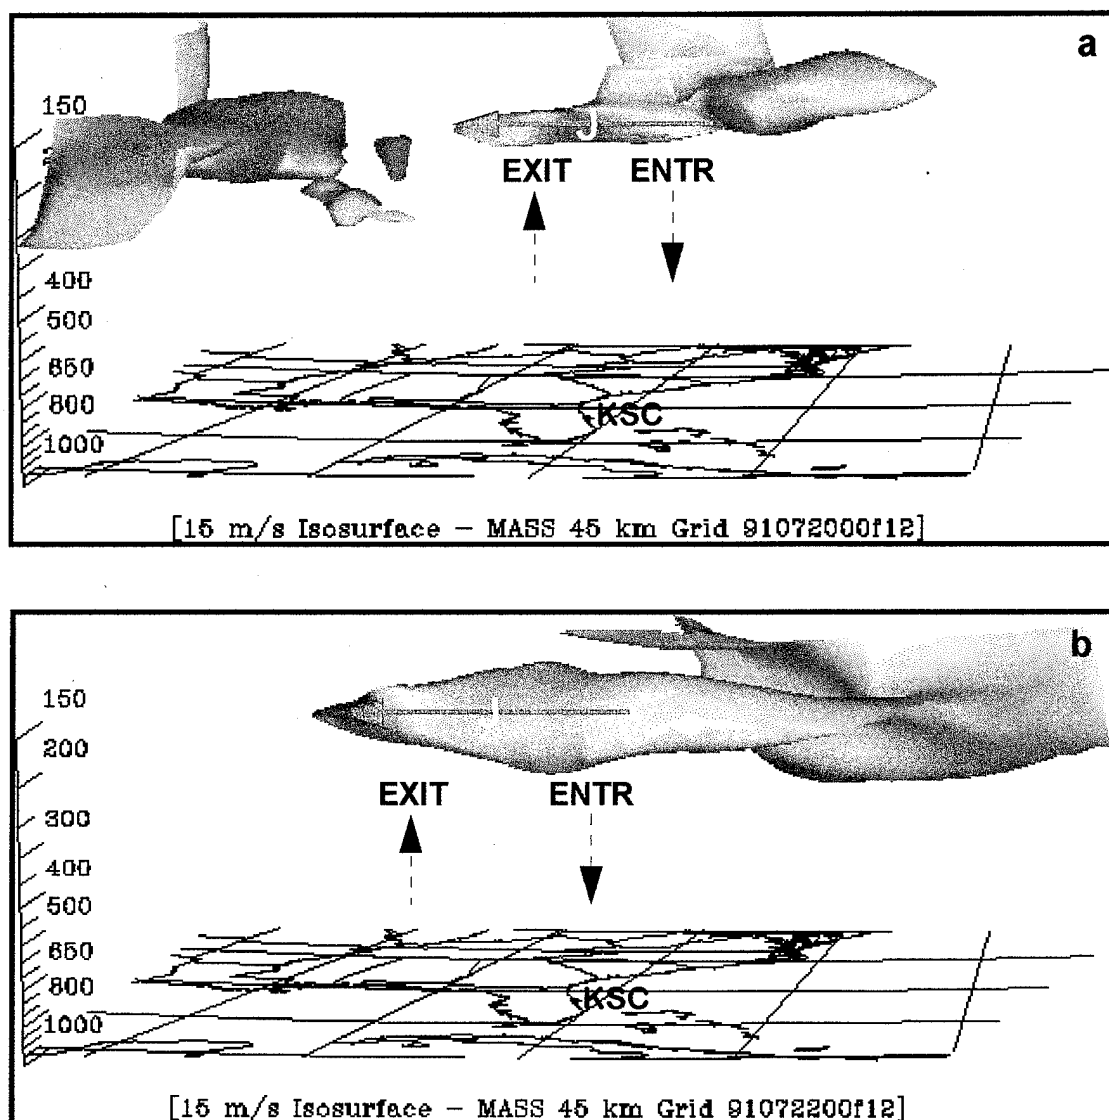 a
150
J
EXIT ENTR
400
500
650
800
KSC
1000
[15 m/s Isosurface - MASS 45 km Grid 91072000f12]
b
150
J
200
EXIT ENTR
300
400
500
650
800
KSC
1000
[15 m/s Isosurface - MASS 45 km Grid 91072200f12]